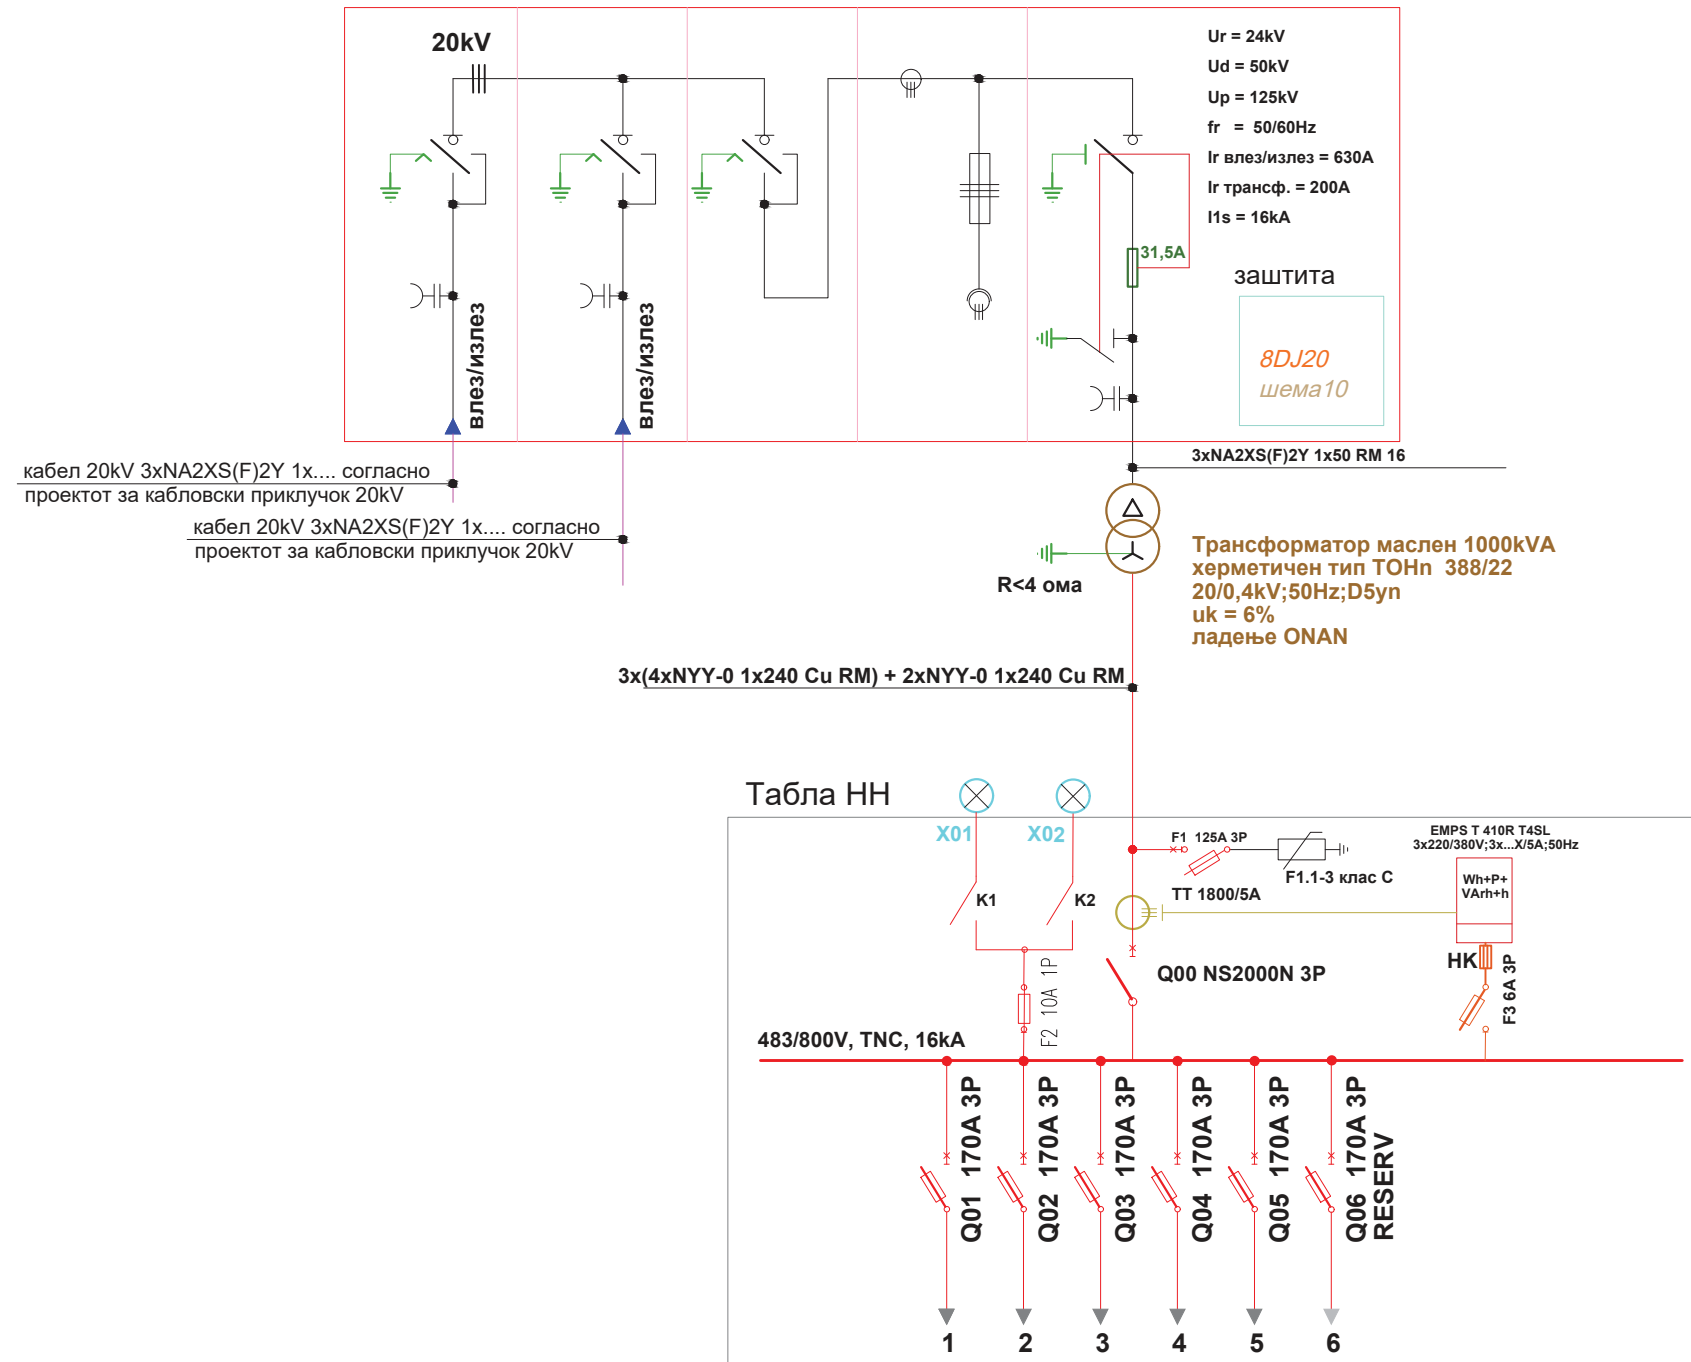 20kV
Ur = 24kV
Ud = 50kV
Up = 125kV
fr = 50/60Hz
Ir влез/излез = 630A
Ir трансф. = 200A
I1s = 16kA
31,5A
заштита
8DJ20
шема10
влез/излез
влез/излез
3xNA2XS(F)2Y 1x50 RM 16
кабел 20kV 3xNA2XS(F)2Y 1x.... согласно
проектот за кабловски приклучок 20kV
кабел 20kV 3xNA2XS(F)2Y 1x.... согласно
проектот за кабловски приклучок 20kV
Трансформатор маслен 1000kVA
херметичен тип TOHn 388/22
20/0,4kV;50Hz;D5yn
uk = 6%
ладење ONAN
R<4 ома
3x(4xNYY-0 1x240 Cu RM) + 2xNYY-0 1x240 Cu RM
Табла НН
X01
X02
F1 125A 3P
F1.1-3 клас C
EMPS T 410R T4SL
3x220/380V;3x...X/5A;50Hz
Wh+P+
VArh+h
K1
K2
TT 1800/5A
HK
F3 6A 3P
Q00 NS2000N 3P
F2 10A 1P
483/800V, TNC, 16kA
Q01 170A 3P
Q02 170A 3P
Q03 170A 3P
Q04 170A 3P
Q05 170A 3P
Q06 170A 3P
RESERV
1
2
3
4
5
6